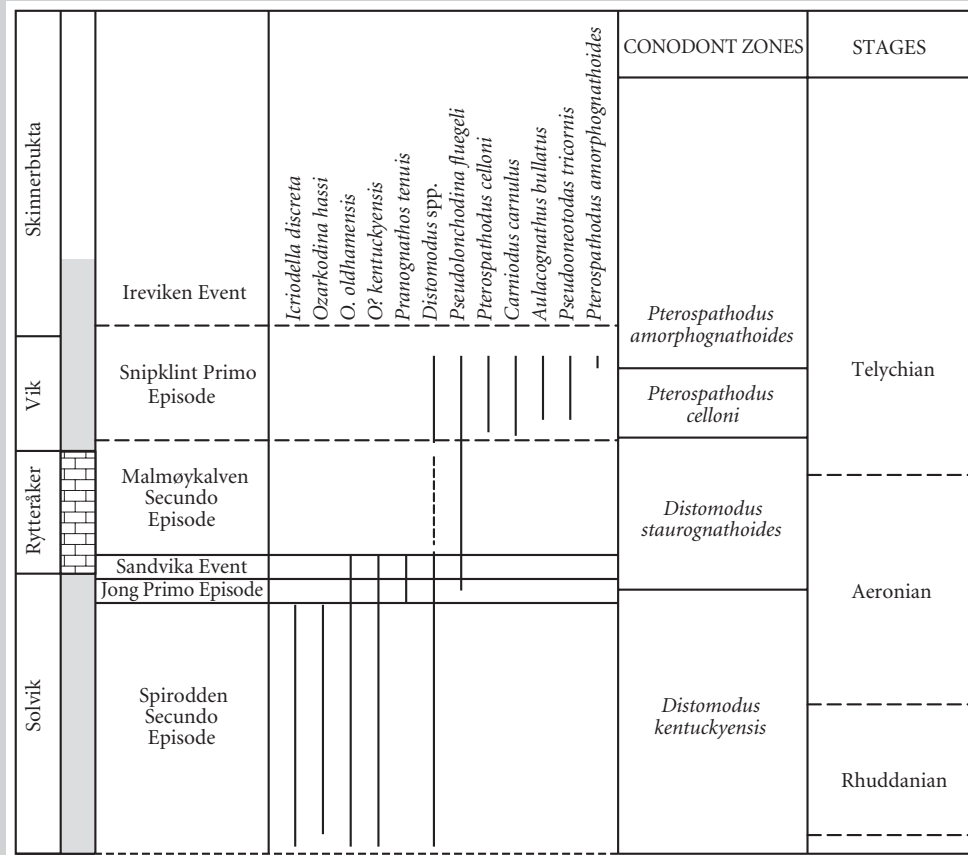 CONODONT ZONES
STAGES
Skinnerbukta
Vik
Rytteråker
Solvik
Ireviken Event
Snipklint Primo
Episode
Malmøykalven
Secundo
Episode
Sandvika Event
Jong Primo Episode
Spirodden
Secundo
Episode
Icriodella discreta
Ozarkodina hassi
O. oldhamensis
O? kentuckyensis
Pranognathos tenuis
Distomodus spp.
Pseudolonchodina fluegeli
Pterospathodus celloni
Carniodus carnulus
Aulacognathus bullatus
Pseudooneotodas tricornis
Pterospathodus amorphognathoides
Pterospathodus
amorphognathoides
Pterospathodus
celloni
Distomodus
staurognathoides
Distomodus
kentuckyensis
Telychian
Aeronian
Rhuddanian